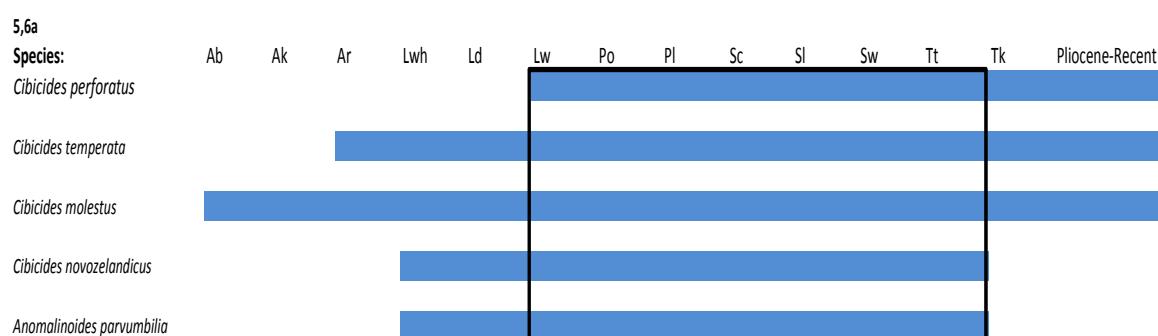 5,6a
Species: Ab Ak Ar Lwh Ld Lw Po Pl Sc Sl Sw Tt Tk Pliocene-Recent
Cibicides perforatus
Cibicides temperata
Cibicides molestus
Cibicides novozelandicus
Anomalinoides parvumbilia